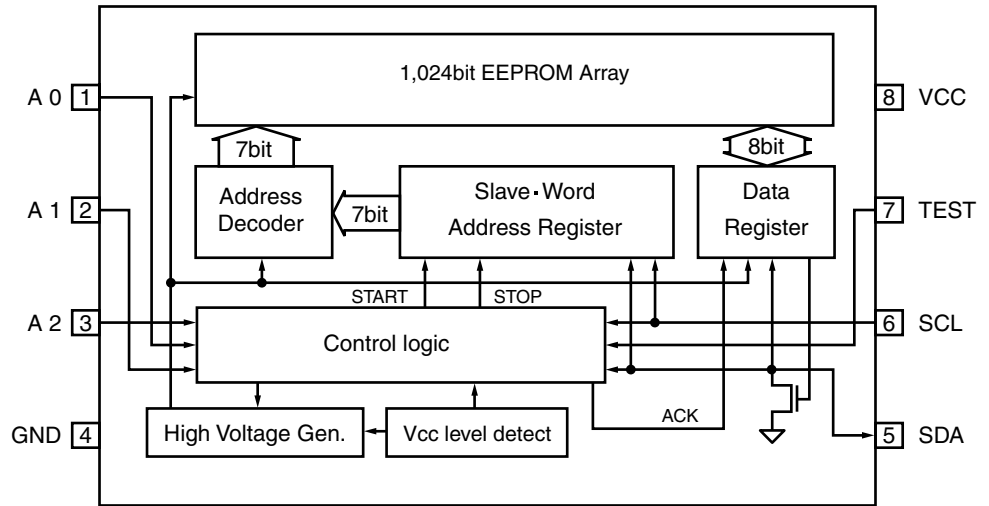 1,024bit EEPROM Array
A 0 1
8 VCC
7bit
8bit
Address
Decoder
7bit
Slave・Word
Address Register
Data
Register
A 1 2
7 TEST
START
STOP
A 2 3
6 SCL
Control logic
ACK
GND 4
High Voltage Gen.
Vcc level detect
5 SDA